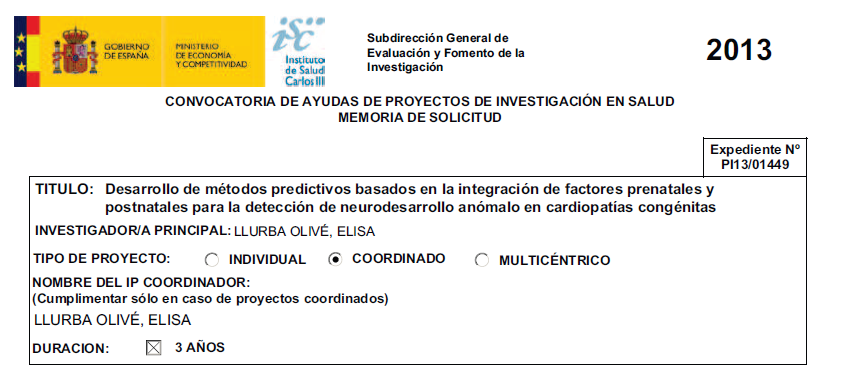 GOBIERNO
DE ESPAÑA
MINISTERIO
DE ECONOMÍA
Y COMPETITIVIDAD
isc
Instituto
de Salud
Carlos III
Subdirección General de
Evaluación y Fomento de la
Investigación
2013
CONVOCATORIA DE AYUDAS DE PROYECTOS DE INVESTIGACIÓN EN SALUD
MEMORIA DE SOLICITUD
Expediente Nº
PI13/01449
TITULO: Desarrollo de métodos predictivos basados en la integración de factores prenatales y
postnatales para la detección de neurodesarrollo anómalo en cardiopatías congénitas
INVESTIGADOR/A PRINCIPAL: LLURBA OLIVÉ, ELISA
TIPO DE PROYECTO: INDIVIDUAL COORDINADO MULTICÉNTRICO
NOMBRE DEL IP COORDINADOR:
(Cumplimentar sólo en caso de proyectos coordinados)
LLURBA OLIVÉ, ELISA
DURACION: 3 AÑOS